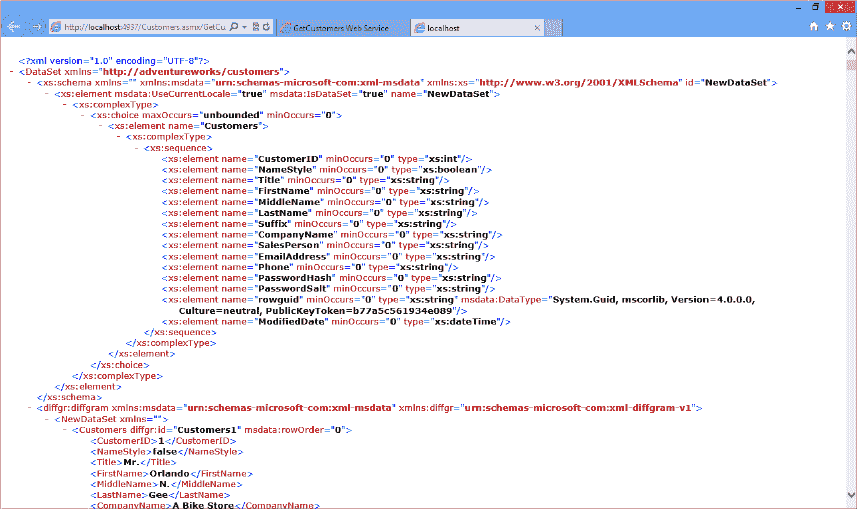 http://localhost:4937/Customers.asmx/GetCu
GetCustomers Web Service
localhost
<?xml version="1.0" encoding="UTF-8"?>
- <DataSet xmlns="http://adventureworks/customers">
- <xs:schema xmlns="" xmlns:msdata="urn:schemas-microsoft-com:xml-msdata" xmlns:xs="http://www.w3.org/2001/XMLSchema" id="NewDataSet">
- <xs:element msdata:UseCurrentLocale="true" msdata:IsDataSet="true" name="NewDataSet">
- <xs:complexType>
- <xs:choice maxOccurs="unbounded" minOccurs="0">
- <xs:element name="Customers">
- <xs:complexType>
- <xs:sequence>
<xs:element name="CustomerID" minOccurs="0" type="xs:int"/>
<xs:element name="NameStyle" minOccurs="0" type="xs:boolean"/>
<xs:element name="Title" minOccurs="0" type="xs:string"/>
<xs:element name="FirstName" minOccurs="0" type="xs:string"/>
<xs:element name="MiddleName" minOccurs="0" type="xs:string"/>
<xs:element name="LastName" minOccurs="0" type="xs:string"/>
<xs:element name="Suffix" minOccurs="0" type="xs:string"/>
<xs:element name="CompanyName" minOccurs="0" type="xs:string"/>
<xs:element name="SalesPerson" minOccurs="0" type="xs:string"/>
<xs:element name="EmailAddress" minOccurs="0" type="xs:string"/>
<xs:element name="Phone" minOccurs="0" type="xs:string"/>
<xs:element name="PasswordHash" minOccurs="0" type="xs:string"/>
<xs:element name="PasswordSalt" minOccurs="0" type="xs:string"/>
<xs:element name="rowguid" minOccurs="0" type="xs:string" msdata:DataType="System.Guid, mscorlib, Version=4.0.0.0,
Culture=neutral, PublicKeyToken=b77a5c561934e089"/>
<xs:element name="ModifiedDate" minOccurs="0" type="xs:dateTime"/>
</xs:sequence>
</xs:complexType>
</xs:element>
</xs:choice>
</xs:complexType>
</xs:element>
</xs:schema>
- <diffgr:diffgram xmlns:msdata="urn:schemas-microsoft-com:xml-msdata" xmlns:diffgr="urn:schemas-microsoft-com:xml-diffgram-v1">
- <NewDataSet xmlns="">
- <Customers diffgr:id="Customers1" msdata:rowOrder="0">
<CustomerID>1</CustomerID>
<NameStyle>false</NameStyle>
<Title>Mr.</Title>
<FirstName>Orlando</FirstName>
<MiddleName>N.</MiddleName>
<LastName>Gee</LastName>
<CompanyName>A Bike Store</CompanyName>